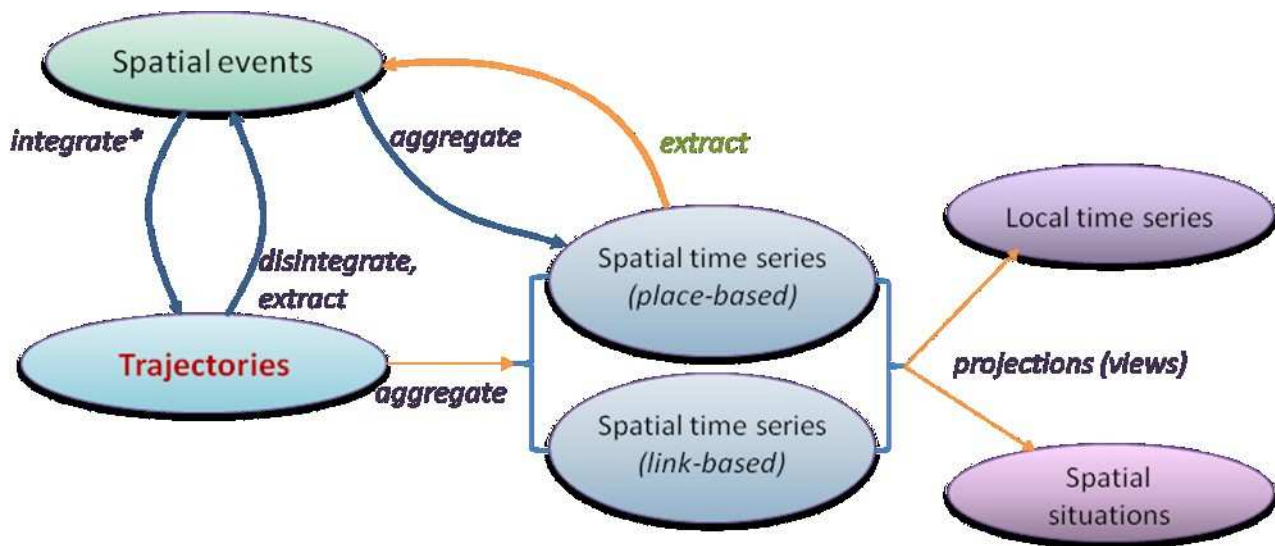 Spatial events
integrate*
aggregate
extract
disintegrate,
extract
Trajectories
aggregate
Spatial time series
(place-based)
Spatial time series
(link-based)
Local time series
projections (views)
Spatial
situations